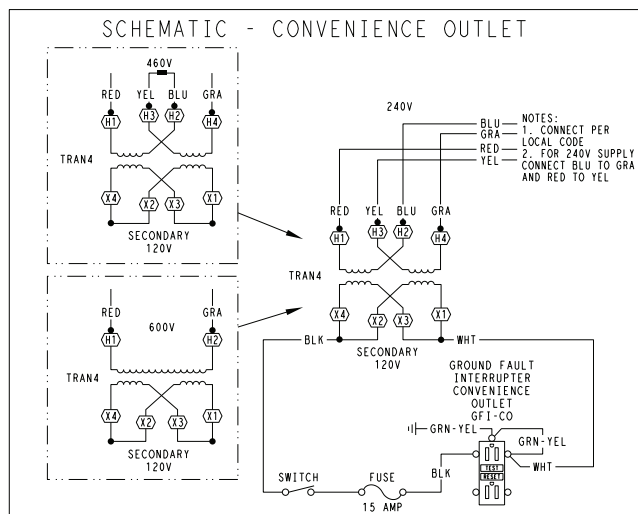 SCHEMATIC - CONVENIENCE OUTLET
460V
RED YEL BLU GRA
H1 H3 H2 H4
TRAN4
X4 X2 X3 X1
SECONDARY
120V
RED GRA
600V
H1 H2
TRAN4
X4 X2 X3 X1
SECONDARY
120V
240V
BLU
GRA
RED
YEL
NOTES:
1. CONNECT PER
LOCAL CODE
2. FOR 240V SUPPLY
CONNECT BLU TO GRA
AND RED TO YEL
RED YEL BLU GRA
H1 H3 H2 H4
TRAN4
X4 X2 X3 X1
BLK WHT
SECONDARY
120V
GROUND FAULT
INTERRUPTER
CONVENIENCE
OUTLET
GFI-CO
GRN-YEL
GRN-YEL
BLK WHT
TEST
RESET
SWITCH FUSE
15 AMP